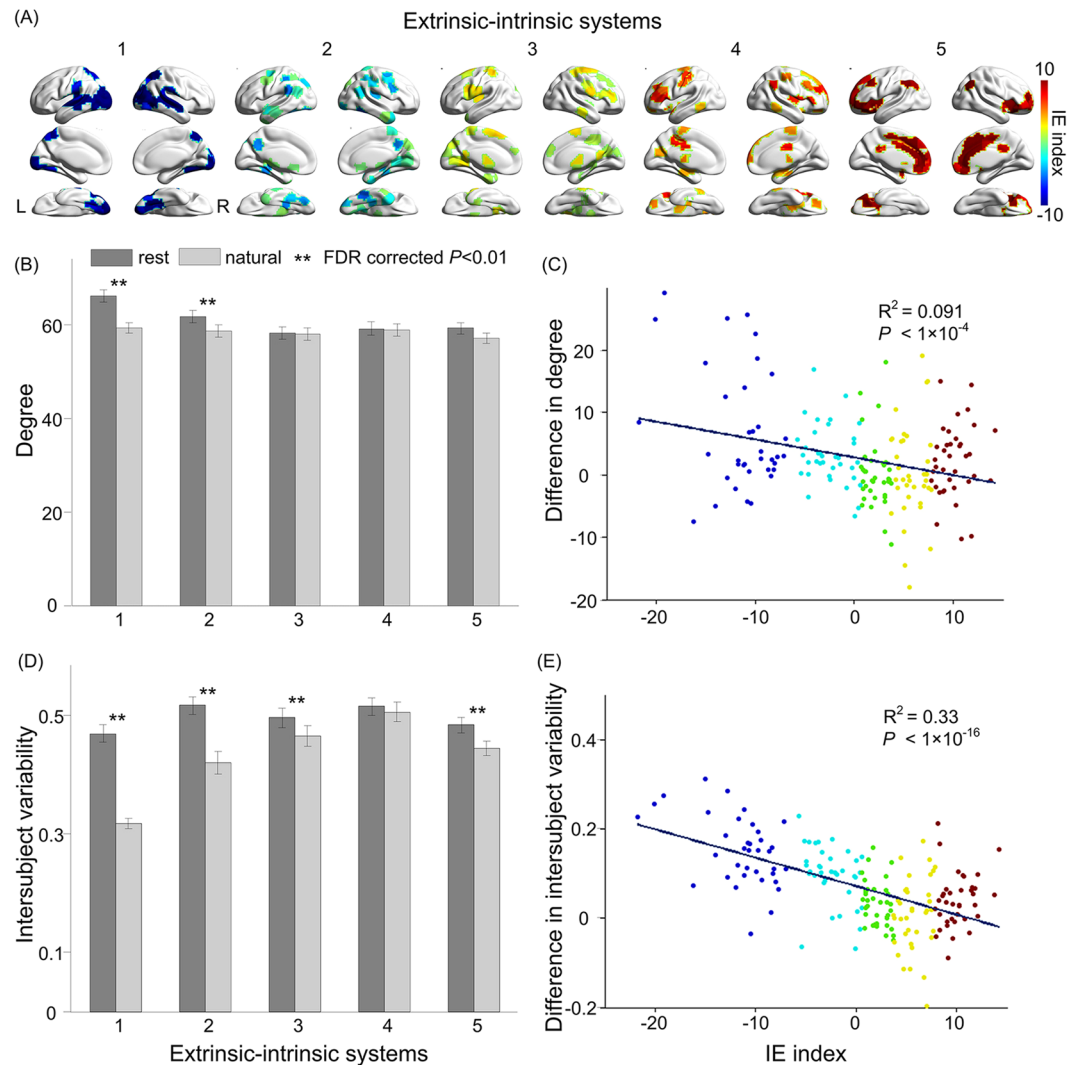 (A)
Extrinsic-intrinsic systems
1 2 3 4 5
10
IE index
-10
L R
(B)
rest natural ** FDR corrected P<0.01
** **
60
40
20
0
Degree
1 2 3 4 5
(C)
R² = 0.091
P < 1×10⁻⁴
20
10
0
-10
-20
Difference in degree
-20 -10 0 10
(D)
** ** ** **
0.5
0.3
0.1
0
Intersubject variability
1 2 3 4 5
Extrinsic-intrinsic systems
(E)
R² = 0.33
P < 1×10⁻¹⁶
0.4
0.2
0
-0.2
Difference in intersubject variability
-20 -10 0 10
IE index